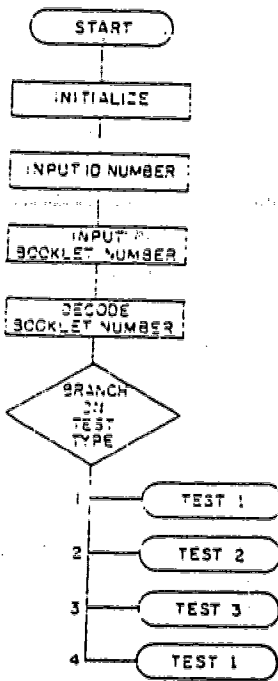 START
INITIALIZE
INPUT ID NUMBER
INPUT
BOOKLET NUMBER
DECODE
BOOKLET NUMBER
BRANCH
ON
TEST
TYPE
1 TEST 1
2 TEST 2
3 TEST 3
4 TEST 1